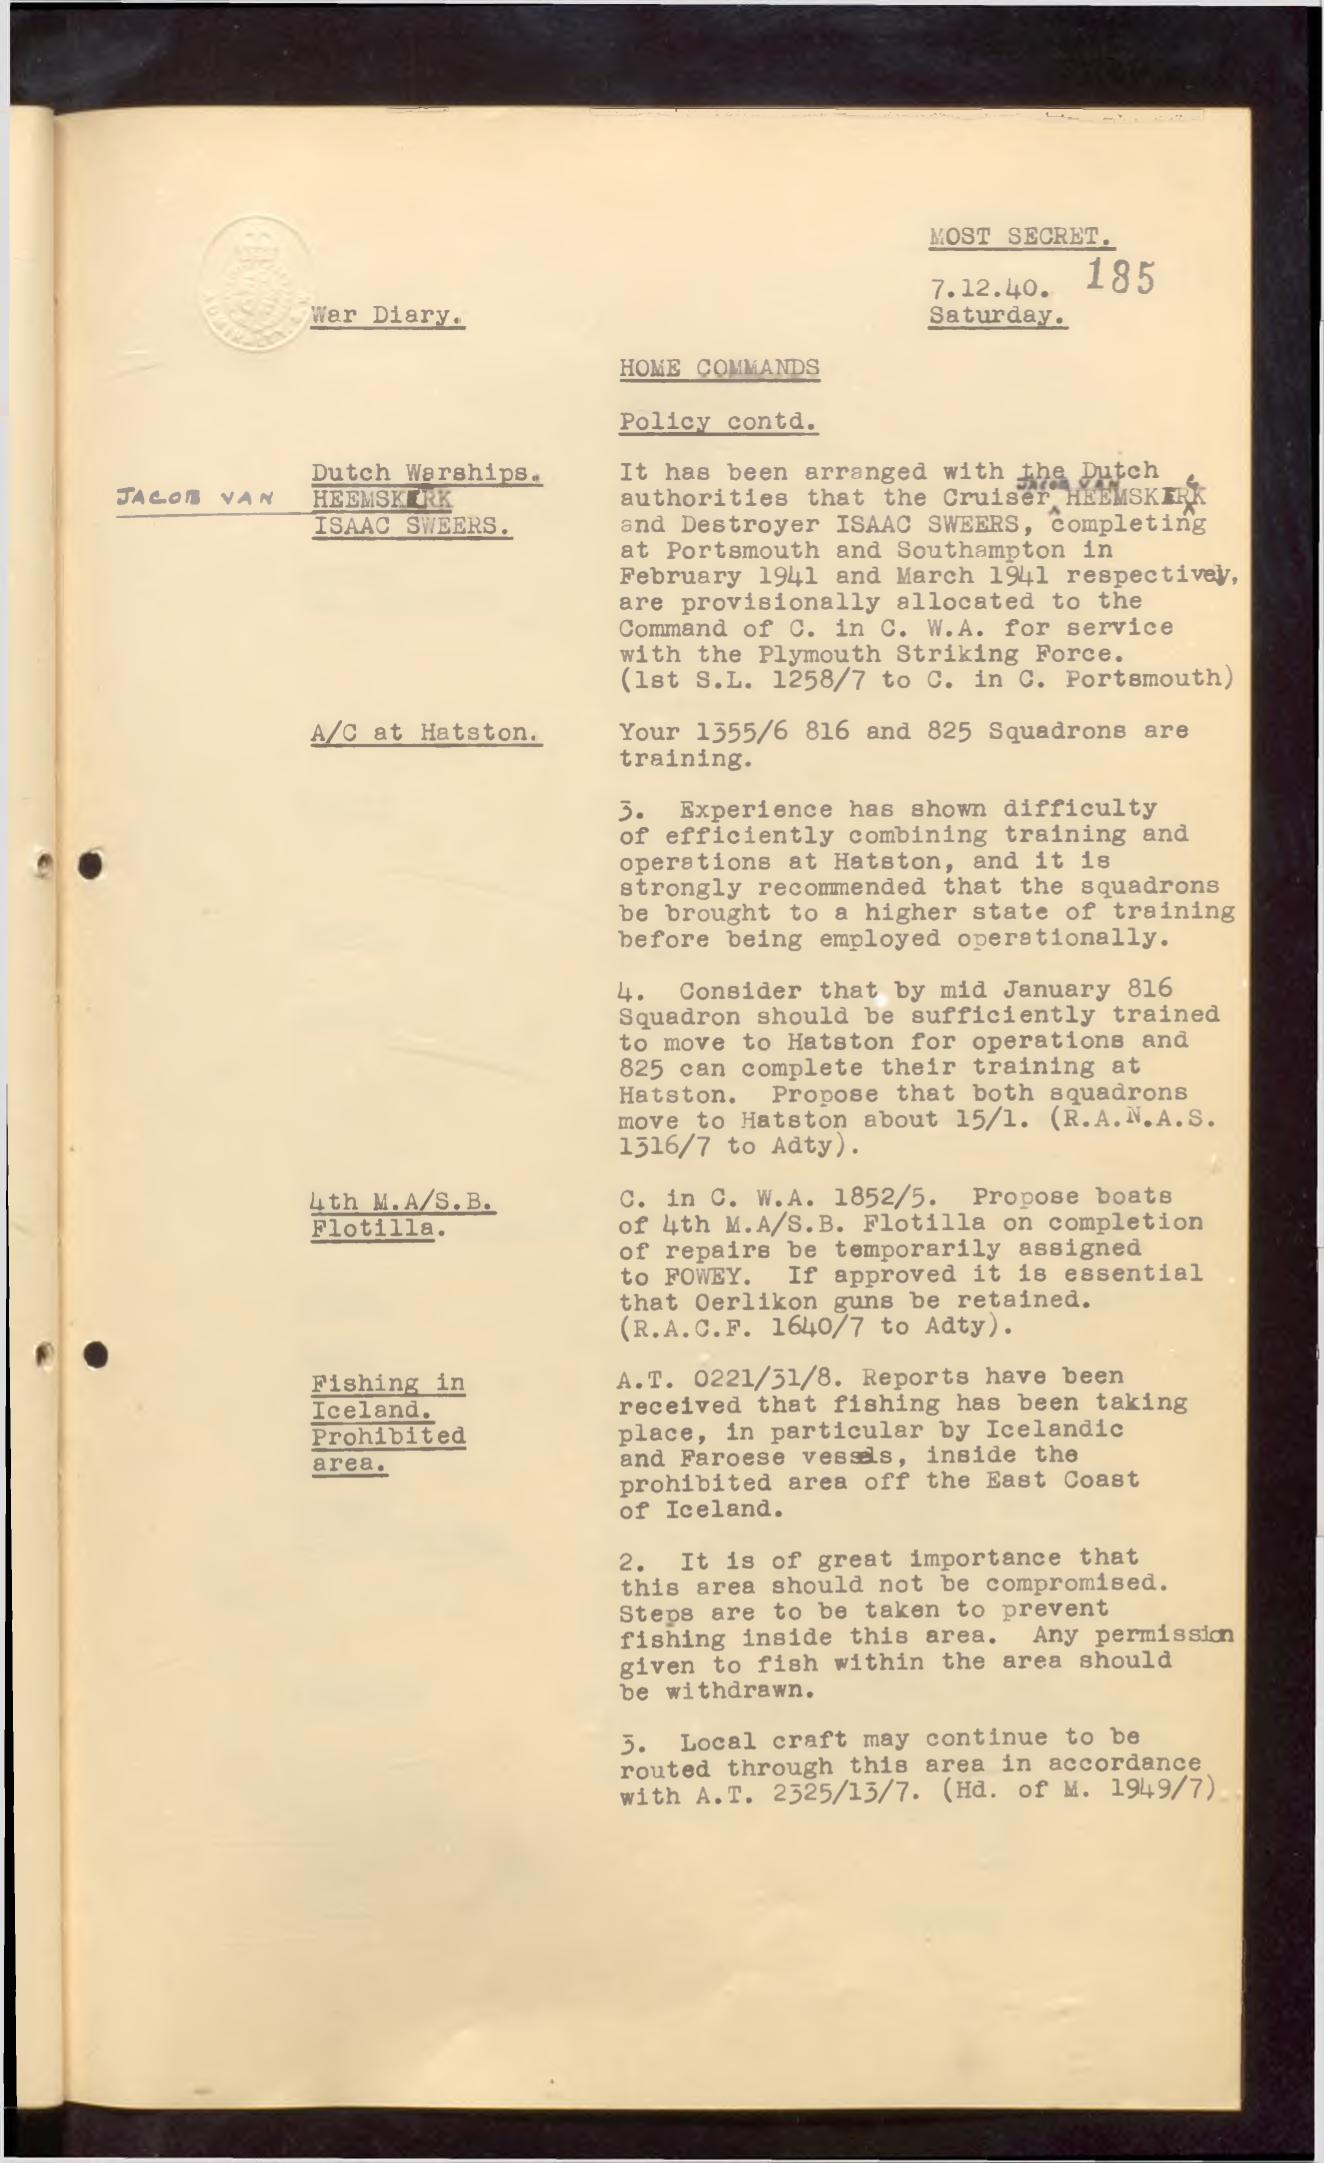 MOST SECRET.
7.12.40. 185
War Diary.
Saturday.
HOME COMMANDS
Policy contd.
Dutch Warships.
JACOB VAN HEEMSKERK
ISAAC SWEERS.
It has been arranged with the Dutch
authorities that the Cruiser JACOB VAN HEEMSKERK
and Destroyer ISAAC SWEERS, completing
at Portsmouth and Southampton in
February 1941 and March 1941 respectively,
are provisionally allocated to the
Command of C. in C. W.A. for service
with the Plymouth Striking Force.
(1st S.L. 1258/7 to C. in C. Portsmouth)
A/C at Hatston.
Your 1355/6 816 and 825 Squadrons are
training.
3. Experience has shown difficulty
of efficiently combining training and
operations at Hatston, and it is
strongly recommended that the squadrons
be brought to a higher state of training
before being employed operationally.
4. Consider that by mid January 816
Squadron should be sufficiently trained
to move to Hatston for operations and
825 can complete their training at
Hatston. Propose that both squadrons
move to Hatston about 15/1. (R.A.N.A.S.
1316/7 to Adty).
4th M.A/S.B.
Flotilla.
C. in C. W.A. 1852/5. Propose boats
of 4th M.A/S.B. Flotilla on completion
of repairs be temporarily assigned
to FOWEY. If approved it is essential
that Oerlikon guns be retained.
(R.A.C.F. 1640/7 to Adty).
Fishing in
Iceland.
Prohibited
area.
A.T. 0221/31/8. Reports have been
received that fishing has been taking
place, in particular by Icelandic
and Faroese vessels, inside the
prohibited area off the East Coast
of Iceland.
2. It is of great importance that
this area should not be compromised.
Steps are to be taken to prevent
fishing inside this area. Any permission
given to fish within the area should
be withdrawn.
3. Local craft may continue to be
routed through this area in accordance
with A.T. 2325/13/7. (Hd. of M. 1949/7)